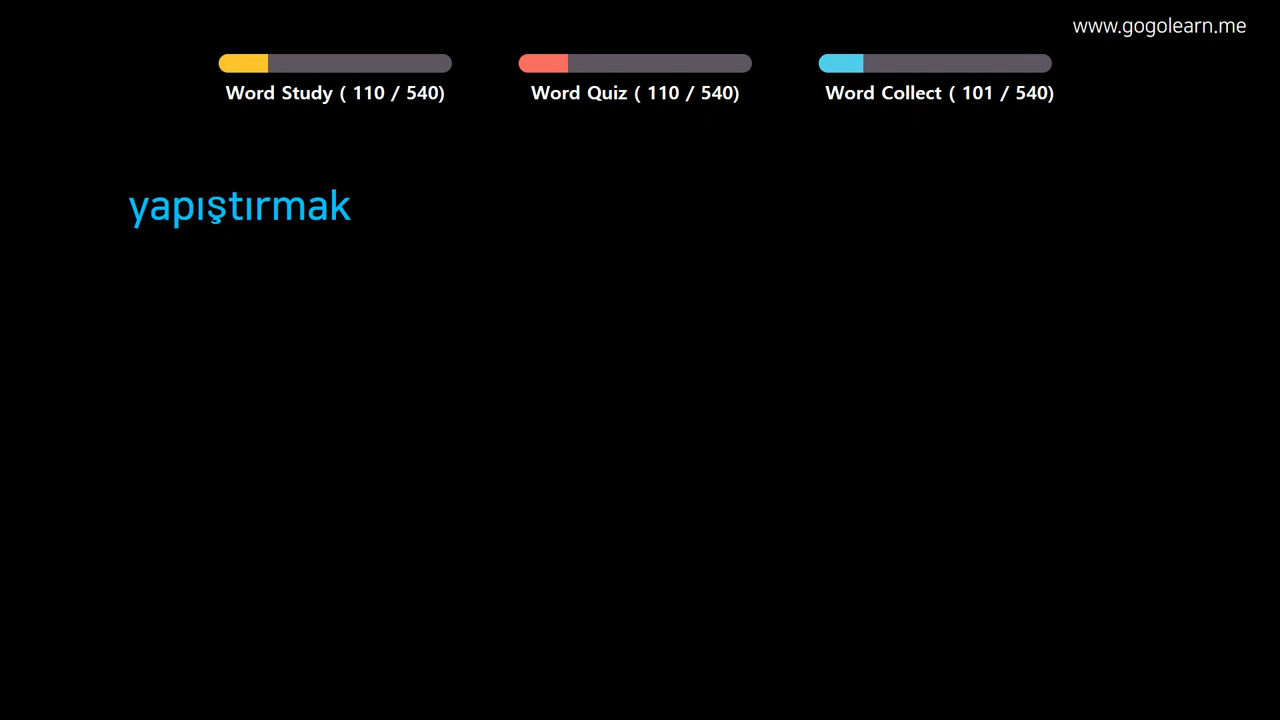 www.gogolearn.me
Word Study ( 110 / 540)
Word Quiz ( 110 / 540)
Word Collect ( 101 / 540)
yapıştırmak